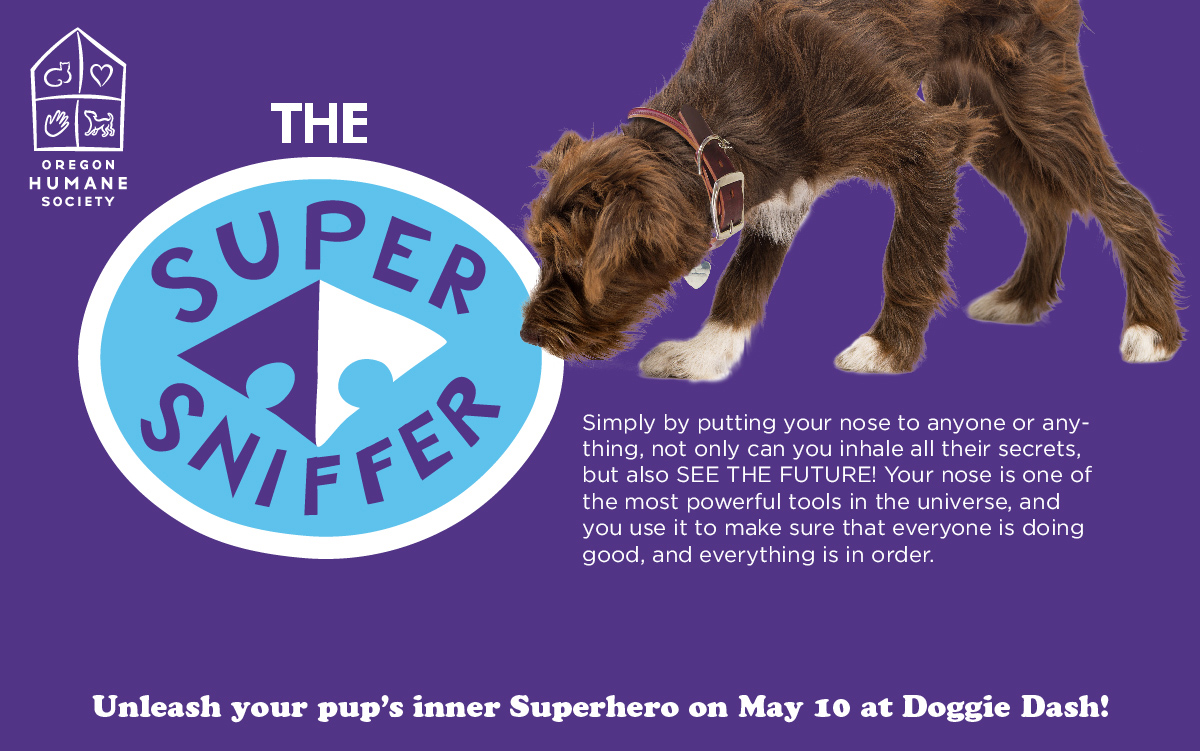 OREGON
HUMANE
SOCIETY
THE
SUPER
SNIFFER
Simply by putting your nose to anyone or any-
thing, not only can you inhale all their secrets,
but also SEE THE FUTURE! Your nose is one of
the most powerful tools in the universe, and
you use it to make sure that everyone is doing
good, and everything is in order.
Unleash your pup’s inner Superhero on May 10 at Doggie Dash!